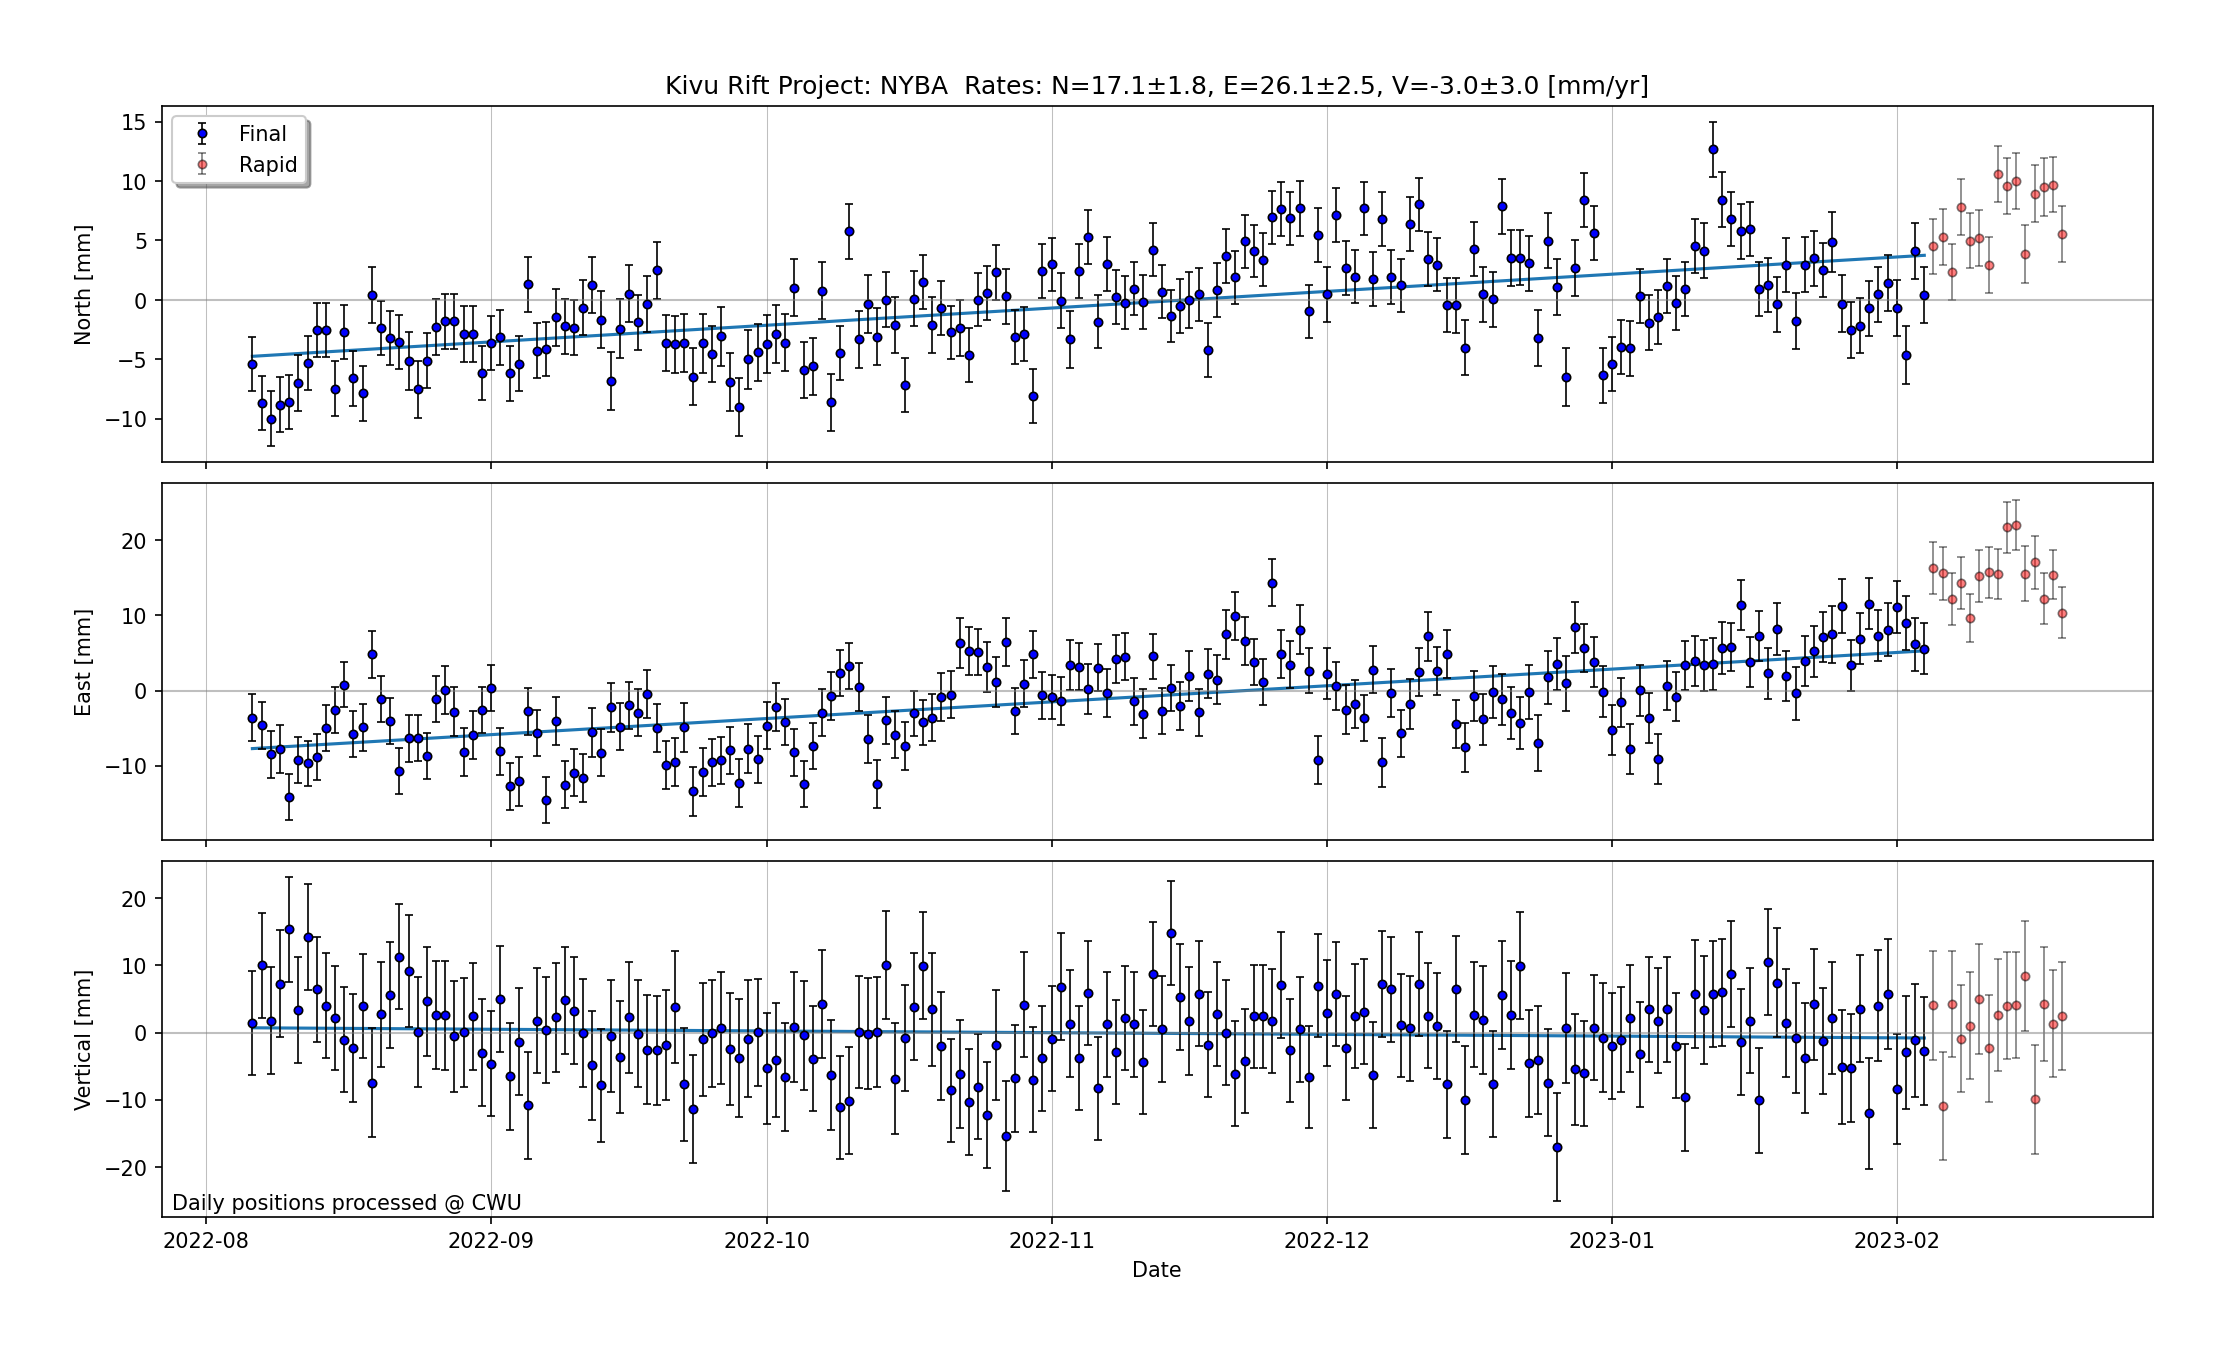 Kivu Rift Project: NYBA  Rates: N=17.1±1.8, E=26.1±2.5, V=-3.0±3.0 [mm/yr]
Final
Rapid
North [mm]
15
10
5
0
−5
−10
East [mm]
20
10
0
−10
Vertical [mm]
20
10
0
−10
−20
Daily positions processed @ CWU
2022-08 2022-09 2022-10 2022-11 2022-12 2023-01 2023-02
Date